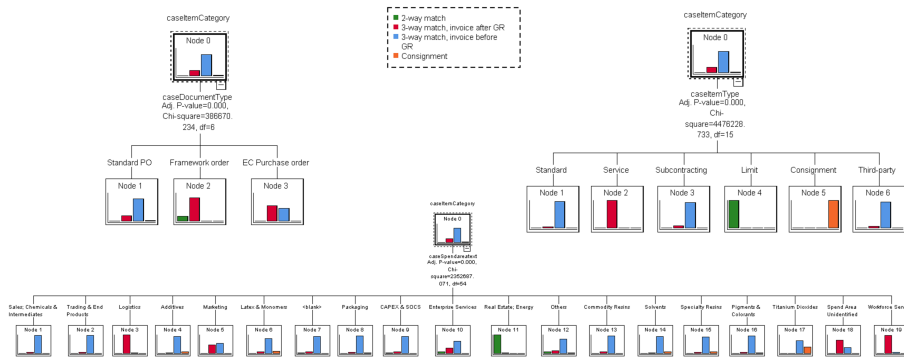 caseItemCategory
Node 0
caseDocumentType
Adj. P-value=0.000,
Chi-square=386670.
234, df=6
Standard PO Framework order EC Purchase order
Node 1 Node 2 Node 3
2-way match
3-way match, invoice after GR
3-way match, invoice before
GR
Consignment
caseItemCategory
Node 0
caseItemType
Adj. P-value=0.000,
Chi-
square=4476228.
733, df=15
Standard Service Subcontracting Limit Consignment Third-party
Node 1 Node 2 Node 3 Node 4 Node 5 Node 6
caseItemCategory
Node 0
caseSpendareatext
Adj. P-value=0.000,
Chi-
square=2352687.
071, df=54
Sales; Chemicals & Trading & End Logistics Additives Marketing Latex & Monomers <blank> Packaging CAPEX & SOCS Enterprise Services Real Estate; Energy Others Commodity Resins Solvents Specialty Resins Pigments & Titanium Dioxides Spend Area Workforce Serv
Intermediates Products Colorants Unidentified
Node 1 Node 2 Node 3 Node 4 Node 5 Node 6 Node 7 Node 8 Node 9 Node 10 Node 11 Node 12 Node 13 Node 14 Node 15 Node 16 Node 17 Node 18 Node 19